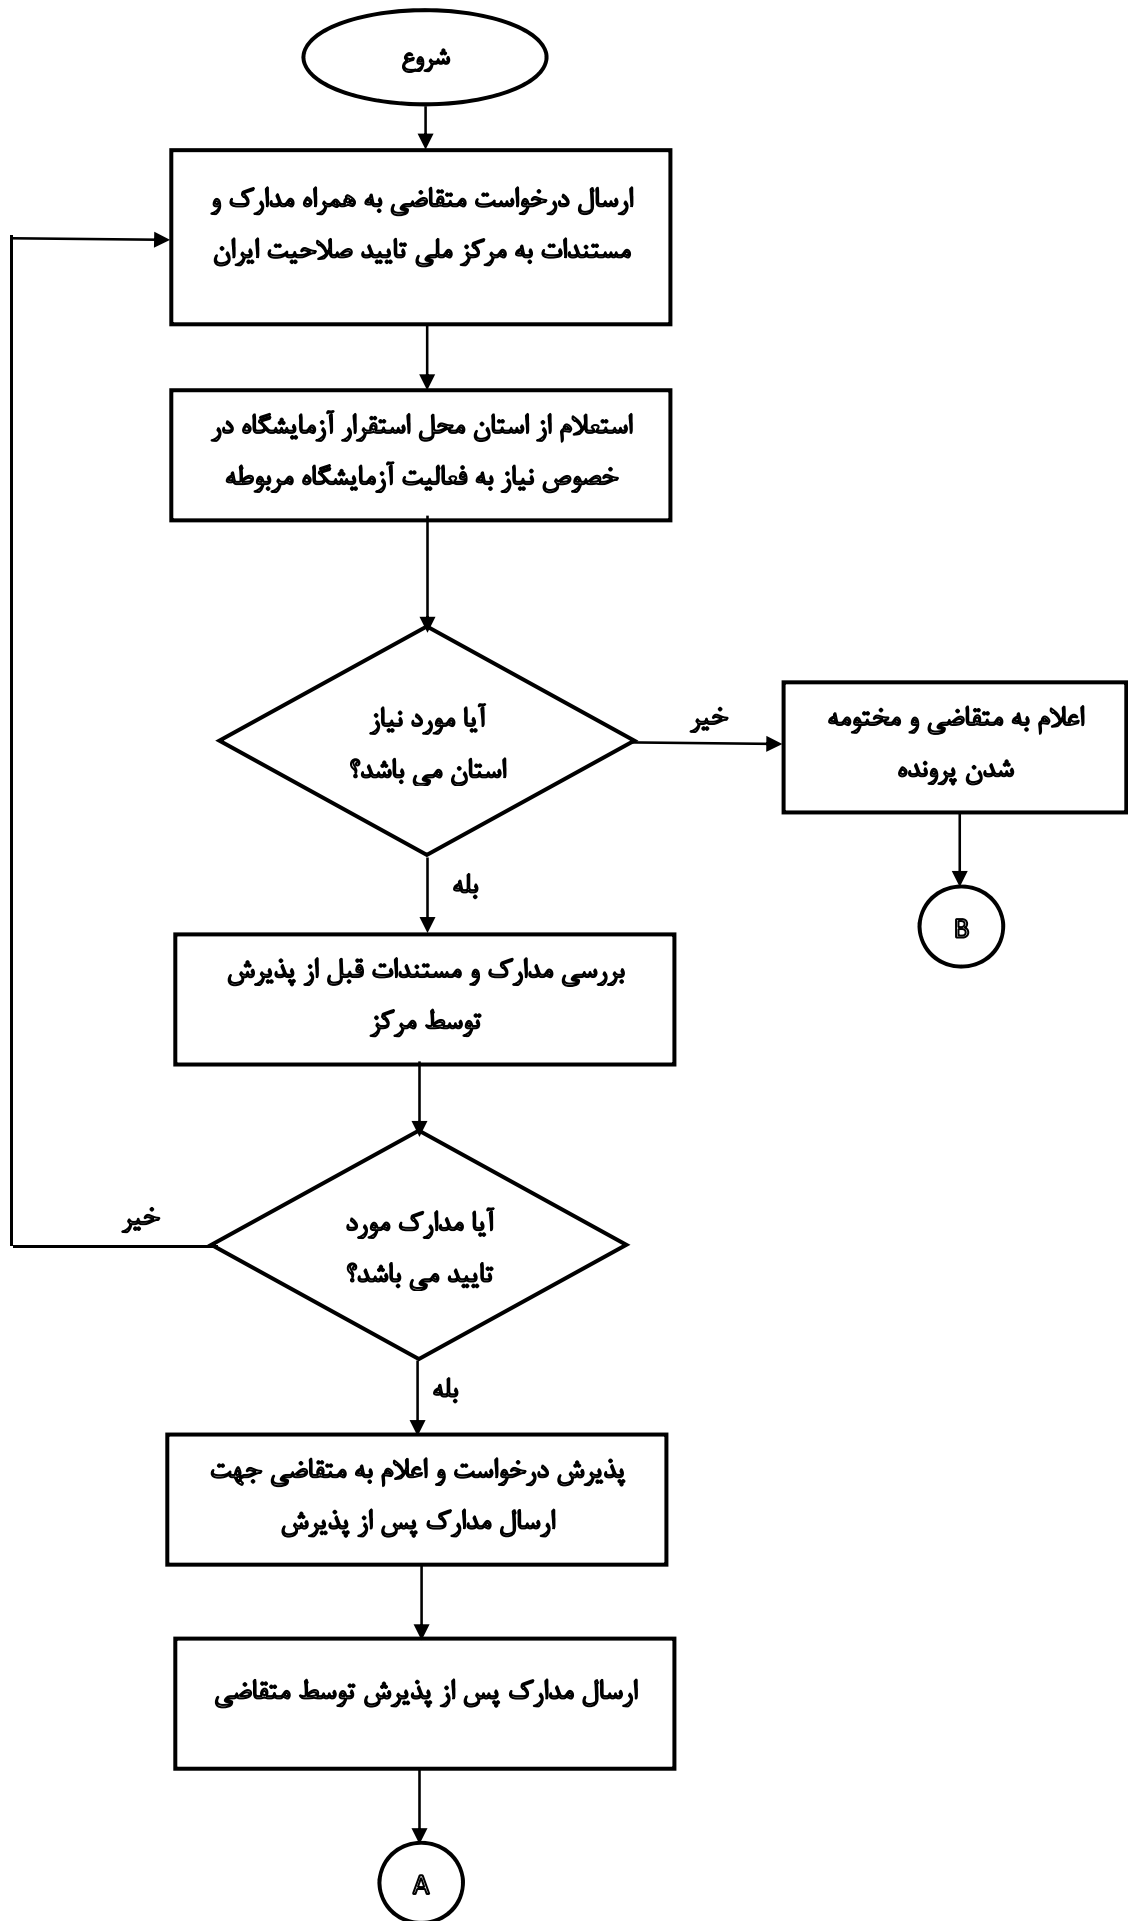 شروع
ارسال درخواست متقاضی به همراه مدارک و
مستندات به مرکز ملی تایید صلاحیت ایران
استعلام از استان محل استقرار آزمایشگاه در
خصوص نیاز به فعالیت آزمایشگاه مربوطه
آیا مورد نیاز
استان می باشد؟
خیر
اعلام به متقاضی و مختومه
شدن پرونده
بله
B
بررسی مدارک و مستندات قبل از پذیرش
توسط مرکز
آیا مدارک مورد
تایید می باشد؟
خیر
بله
پذیرش درخواست و اعلام به متقاضی جهت
ارسال مدارک پس از پذیرش
ارسال مدارک پس از پذیرش توسط متقاضی
A